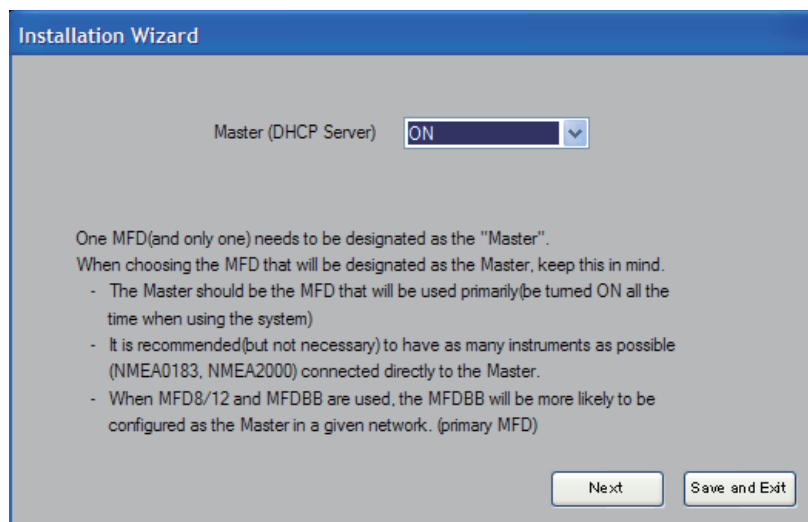 Installation Wizard
Master (DHCP Server) ON
One MFD(and only one) needs to be designated as the "Master".
When choosing the MFD that will be designated as the Master, keep this in mind.
- The Master should be the MFD that will be used primarily(be turned ON all the
time when using the system)
- It is recommended(but not necessary) to have as many instruments as possible
(NMEA0183, NMEA2000) connected directly to the Master.
- When MFD8/12 and MFDBB are used, the MFDBB will be more likely to be
configured as the Master in a given network. (primary MFD)
Next Save and Exit